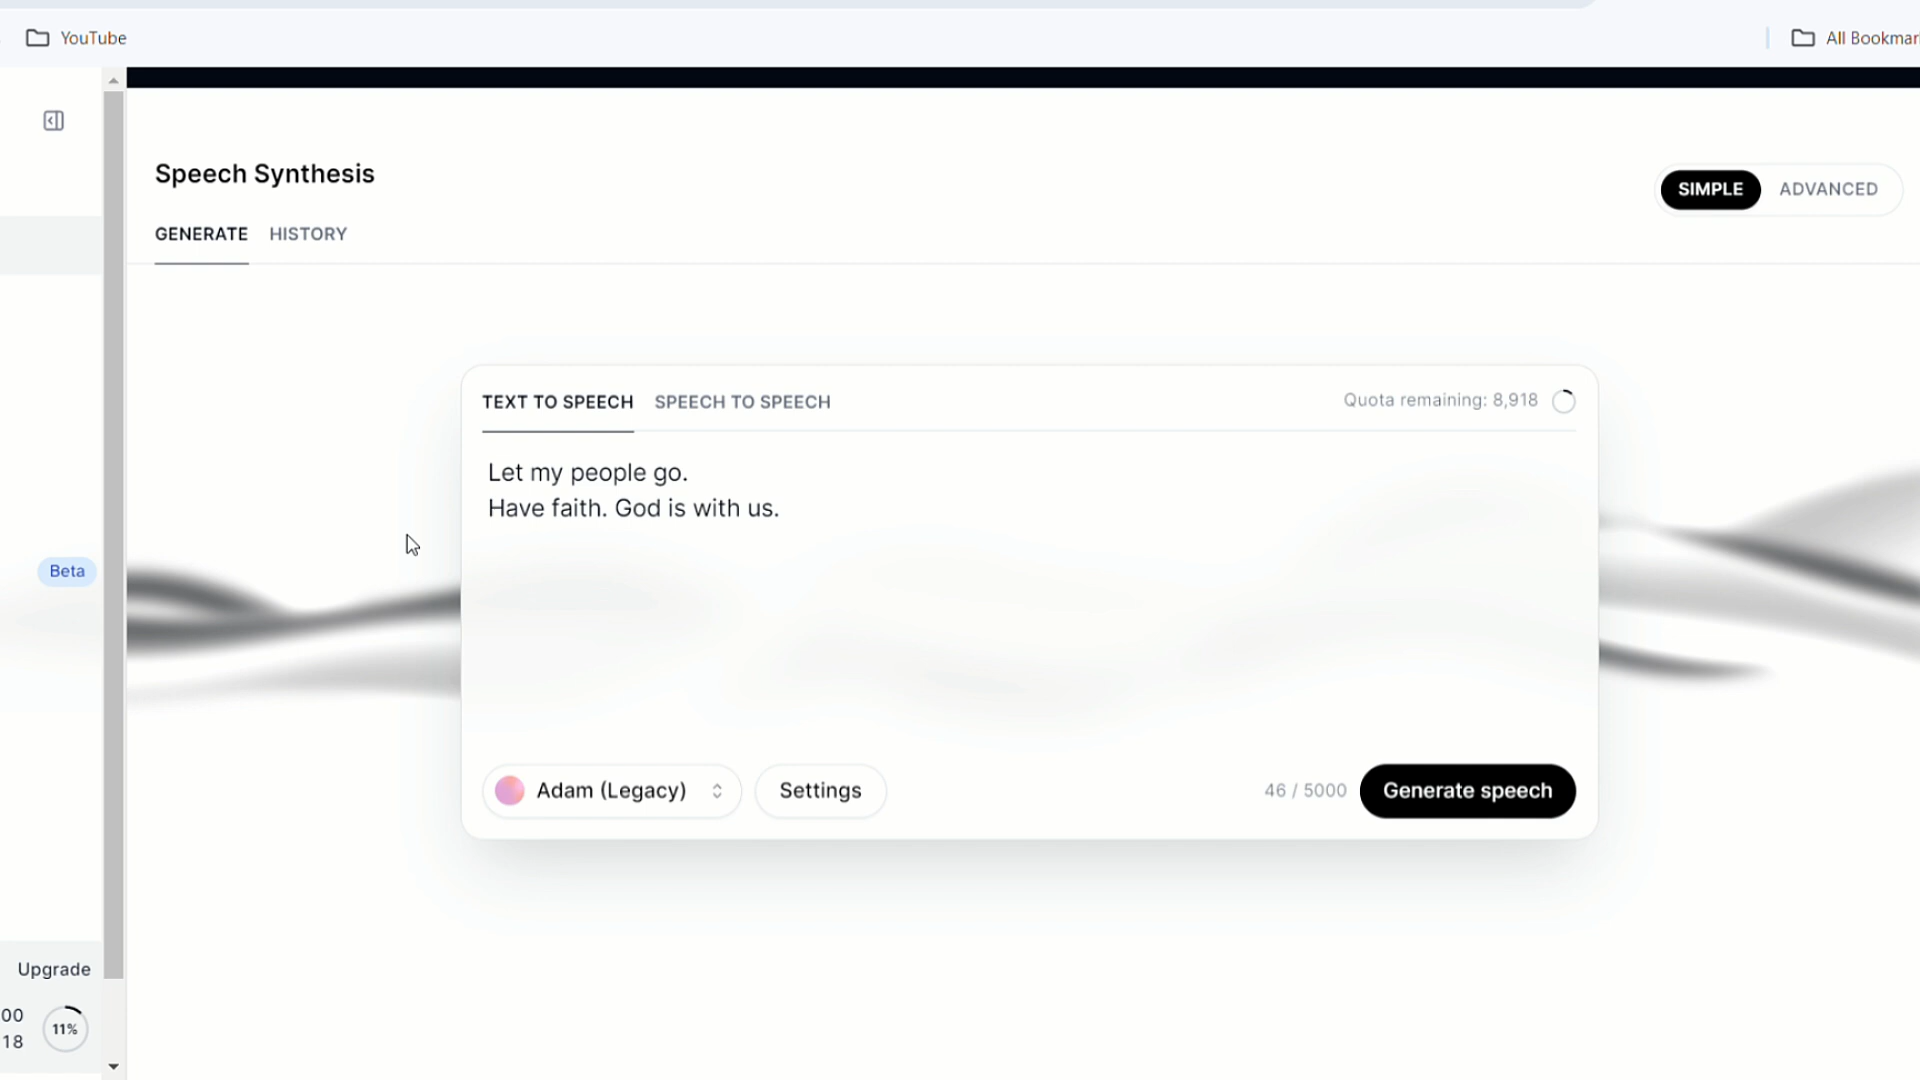 YouTube
All Bookmar
Speech Synthesis
SIMPLE
ADVANCED
GENERATE
HISTORY
TEXT TO SPEECH
SPEECH TO SPEECH
Quota remaining: 8,918
Let my people go.
Have faith. God is with us.
Beta
Adam (Legacy)
Settings
46 / 5000
Generate speech
Upgrade
00
18
11%